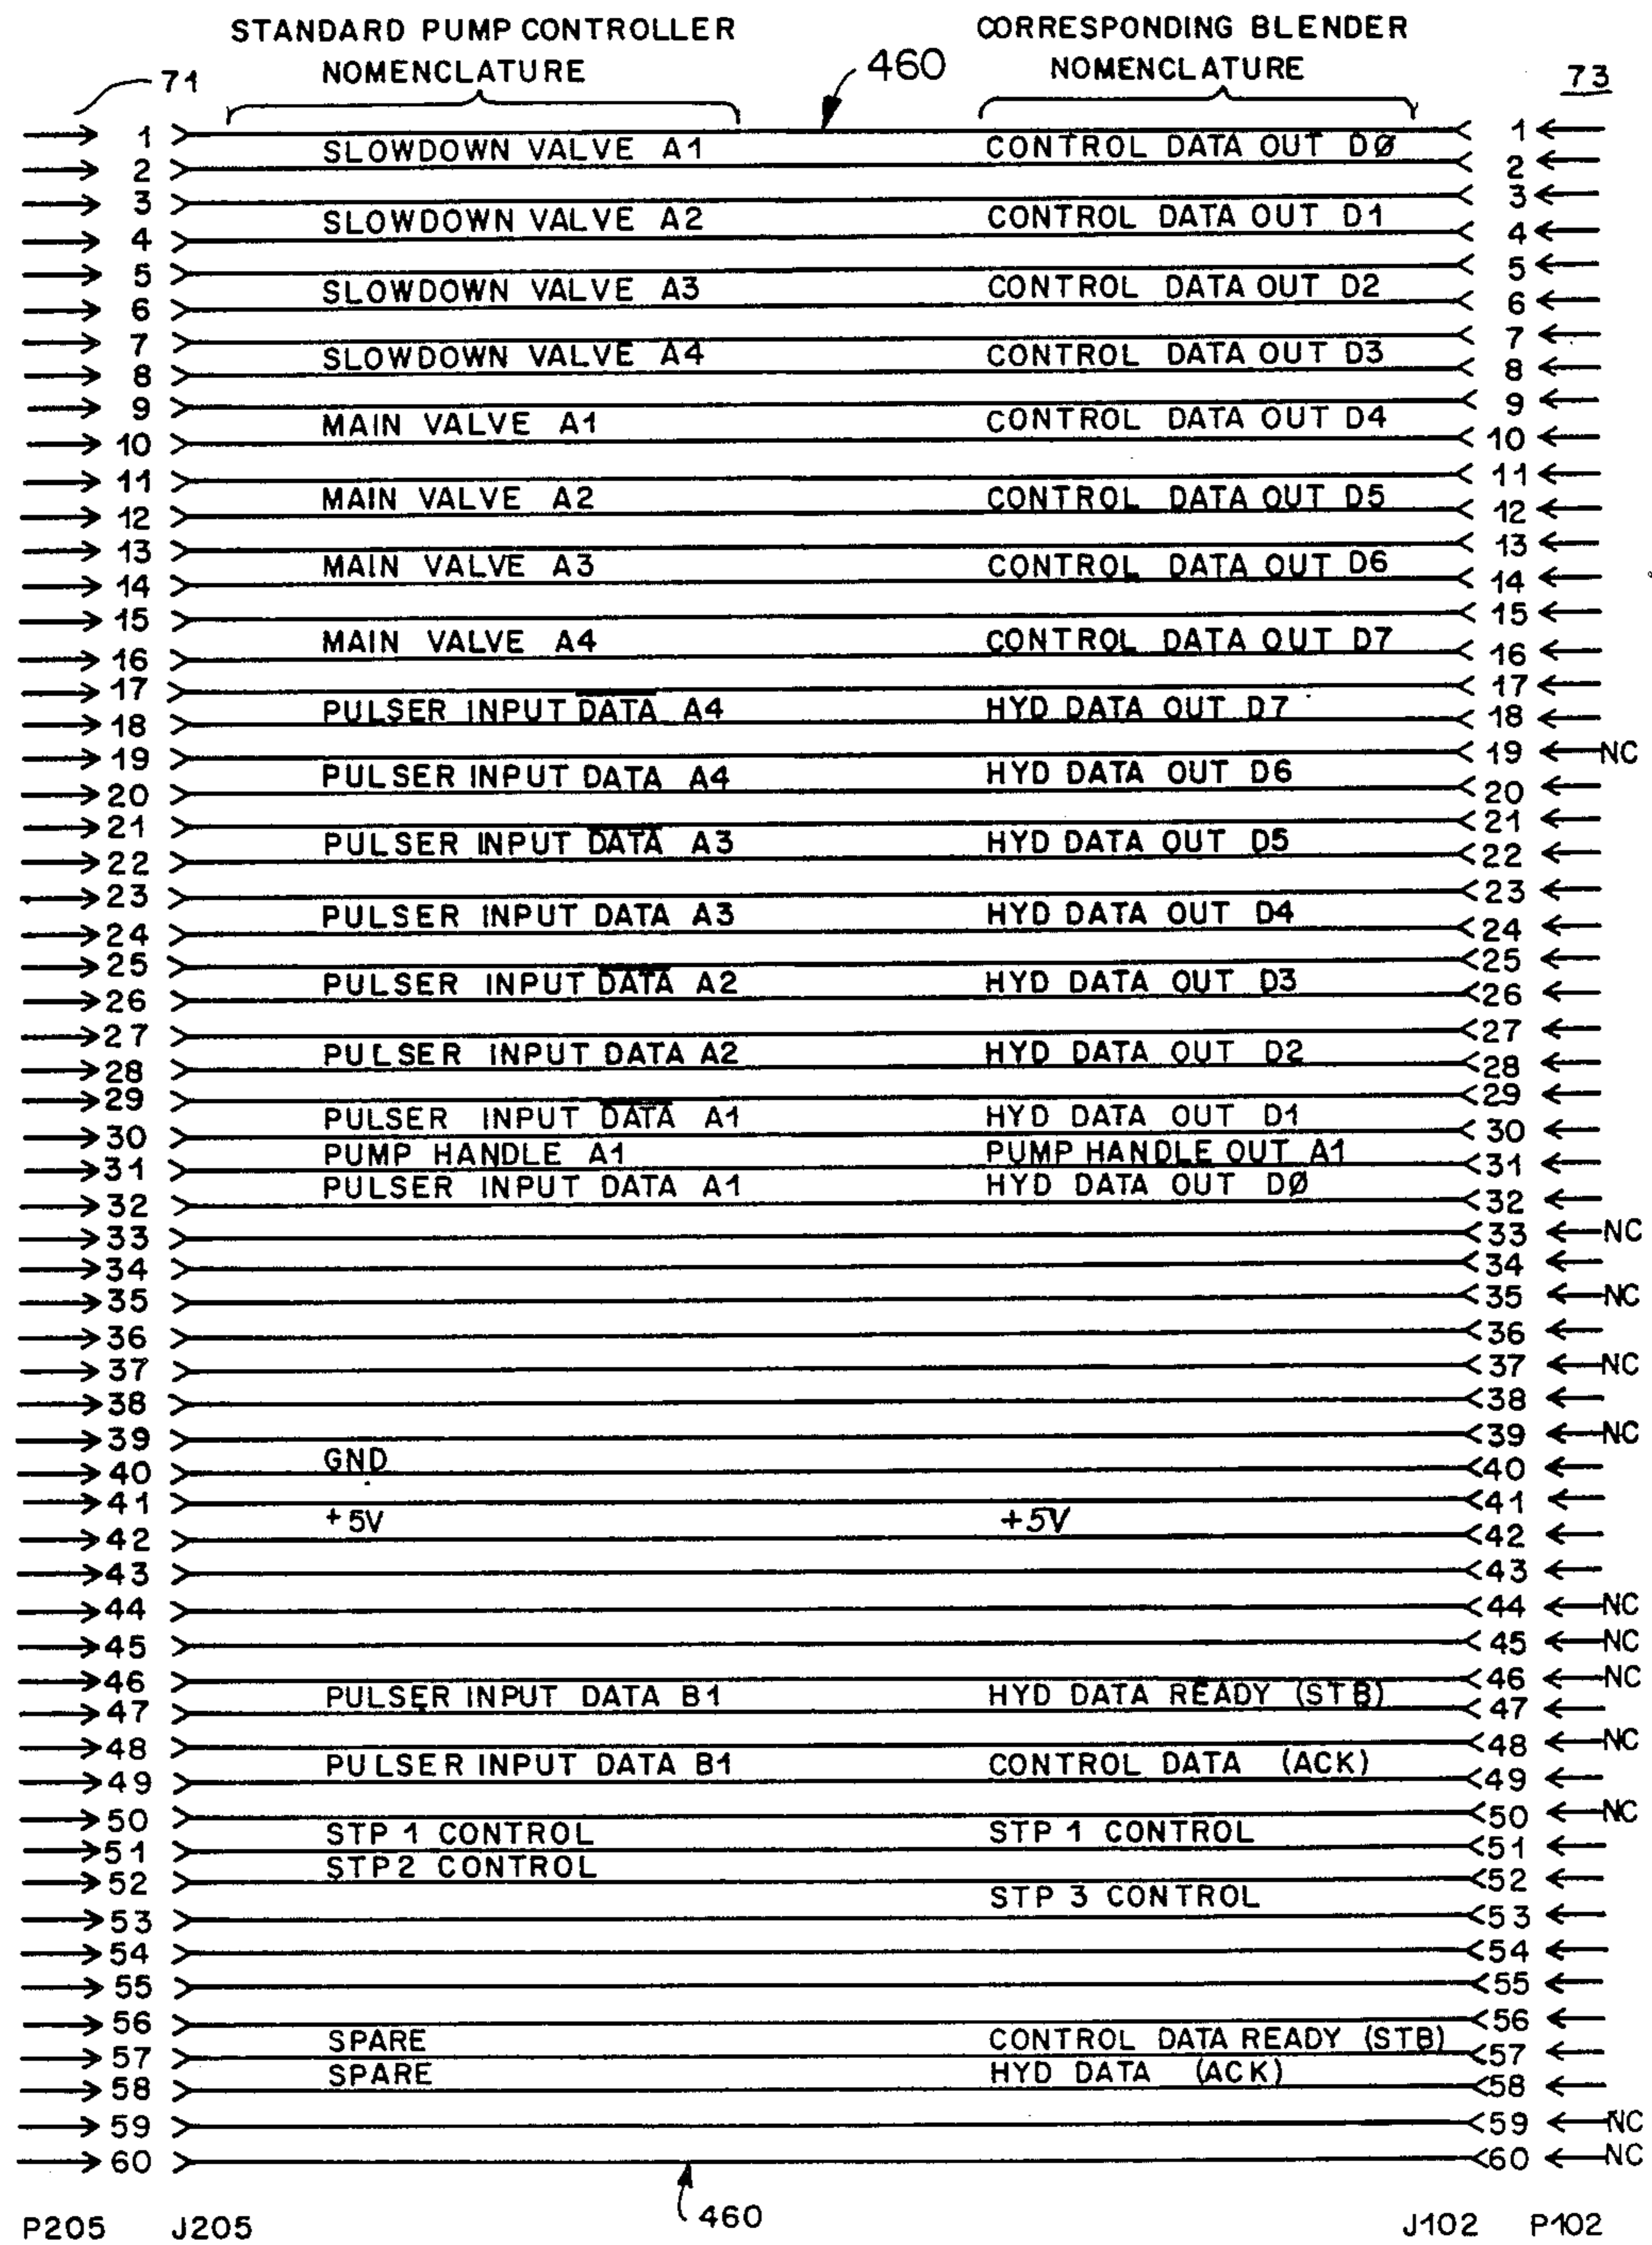 STANDARD PUMP CONTROLLER NOMENCLATURE
CORRESPONDING BLENDER NOMENCLATURE
460
71
73
1 1
SLOWDOWN VALVE A1 CONTROL DATA OUT DØ
2 2
3 3
SLOWDOWN VALVE A2 CONTROL DATA OUT D1
4 4
5 5
SLOWDOWN VALVE A3 CONTROL DATA OUT D2
6 6
7 7
SLOWDOWN VALVE A4 CONTROL DATA OUT D3
8 8
9 9
MAIN VALVE A1 CONTROL DATA OUT D4
10 10
11 11
MAIN VALVE A2 CONTROL DATA OUT D5
12 12
13 13
MAIN VALVE A3 CONTROL DATA OUT D6
14 14
15 15
MAIN VALVE A4 CONTROL DATA OUT D7
16 16
17 17
PULSER INPUT D̅A̅T̅A̅ A4 HYD DATA OUT D7
18 18
19 19 NC
PULSER INPUT DATA A4 HYD DATA OUT D6
20 20
21 21
PULSER INPUT D̅A̅T̅A̅ A3 HYD DATA OUT D5
22 22
23 23
PULSER INPUT DATA A3 HYD DATA OUT D4
24 24
25 25
PULSER INPUT D̅A̅T̅A̅ A2 HYD DATA OUT D3
26 26
27 27
PULSER INPUT DATA A2 HYD DATA OUT D2
28 28
29 29
PULSER INPUT D̅A̅T̅A̅ A1 HYD DATA OUT D1
30 30
PUMP HANDLE A1 PUMP HANDLE OUT A1
31 31
PULSER INPUT DATA A1 HYD DATA OUT DØ
32 32
33 33 NC
34 34
35 35 NC
36 36
37 37 NC
38 38
39 39 NC
GND
40 40
41 41
+5V +5V
42 42
43 43
44 44 NC
45 45 NC
46 46 NC
PULSER INPUT DATA B1 HYD DATA READY (STB)
47 47
48 48 NC
PULSER INPUT DATA B1 CONTROL DATA (ACK)
49 49
50 50 NC
STP 1 CONTROL STP 1 CONTROL
51 51
STP2 CONTROL
52 52
STP 3 CONTROL
53 53
54 54
55 55
56 56
SPARE CONTROL DATA READY (STB)
57 57
SPARE HYD DATA (ACK)
58 58
59 59 NC
60 60 NC
460
P205 J205 J102 P102